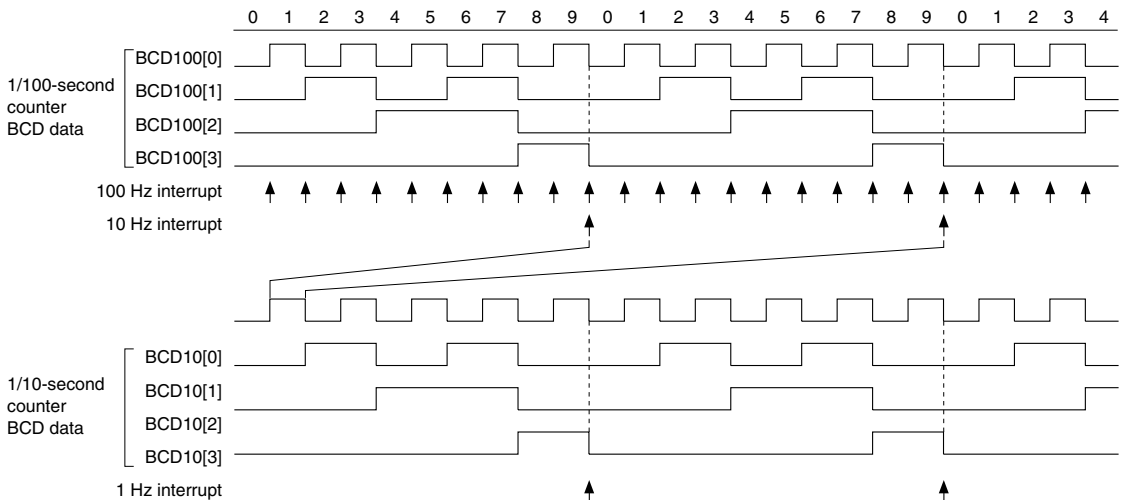 0 1 2 3 4 5 6 7 8 9 0 1 2 3 4 5 6 7 8 9 0 1 2 3 4
1/100-second
counter
BCD data
BCD100[0]
BCD100[1]
BCD100[2]
BCD100[3]
100 Hz interrupt
10 Hz interrupt
1/10-second
counter
BCD data
BCD10[0]
BCD10[1]
BCD10[2]
BCD10[3]
1 Hz interrupt